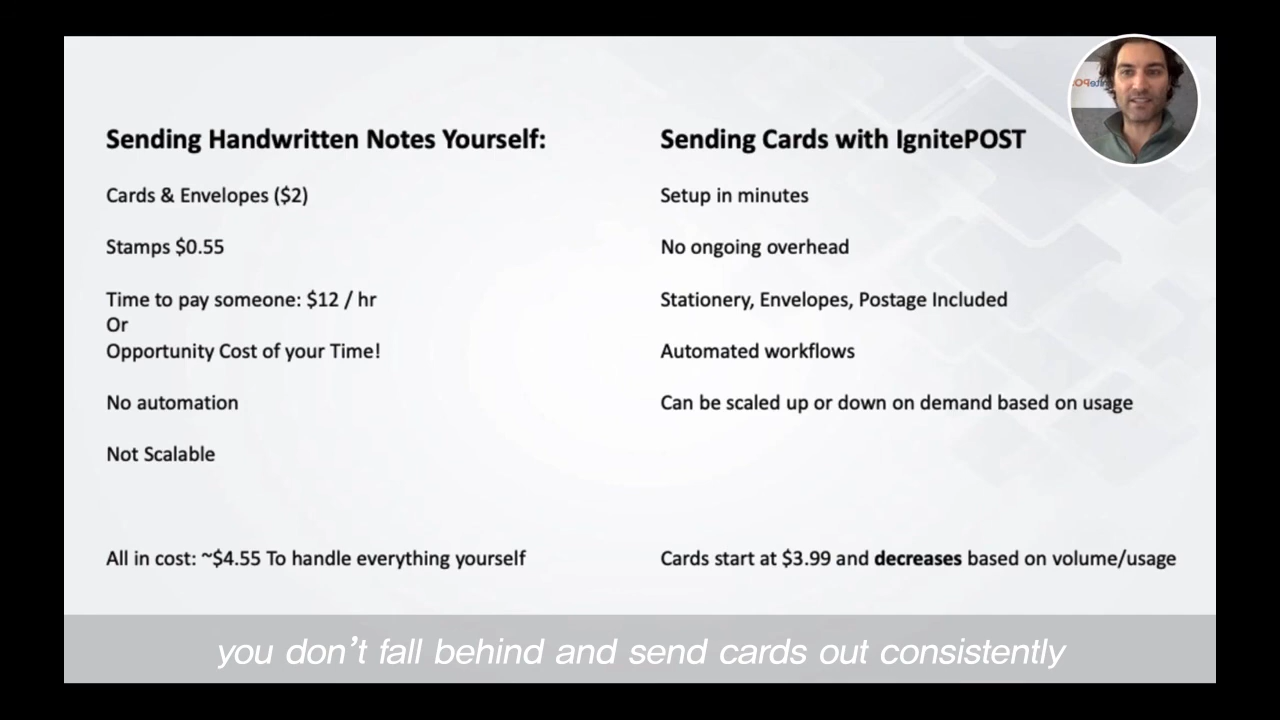 Sending Handwritten Notes Yourself:
Cards & Envelopes ($2)
Stamps $0.55
Time to pay someone: $12 / hr
Or
Opportunity Cost of your Time!
No automation
Not Scalable
All in cost: ~$4.55 To handle everything yourself
Sending Cards with IgnitePOST
Setup in minutes
No ongoing overhead
Stationery, Envelopes, Postage Included
Automated workflows
Can be scaled up or down on demand based on usage
Cards start at $3.99 and decreases based on volume/usage
you don’t fall behind and send cards out consistently